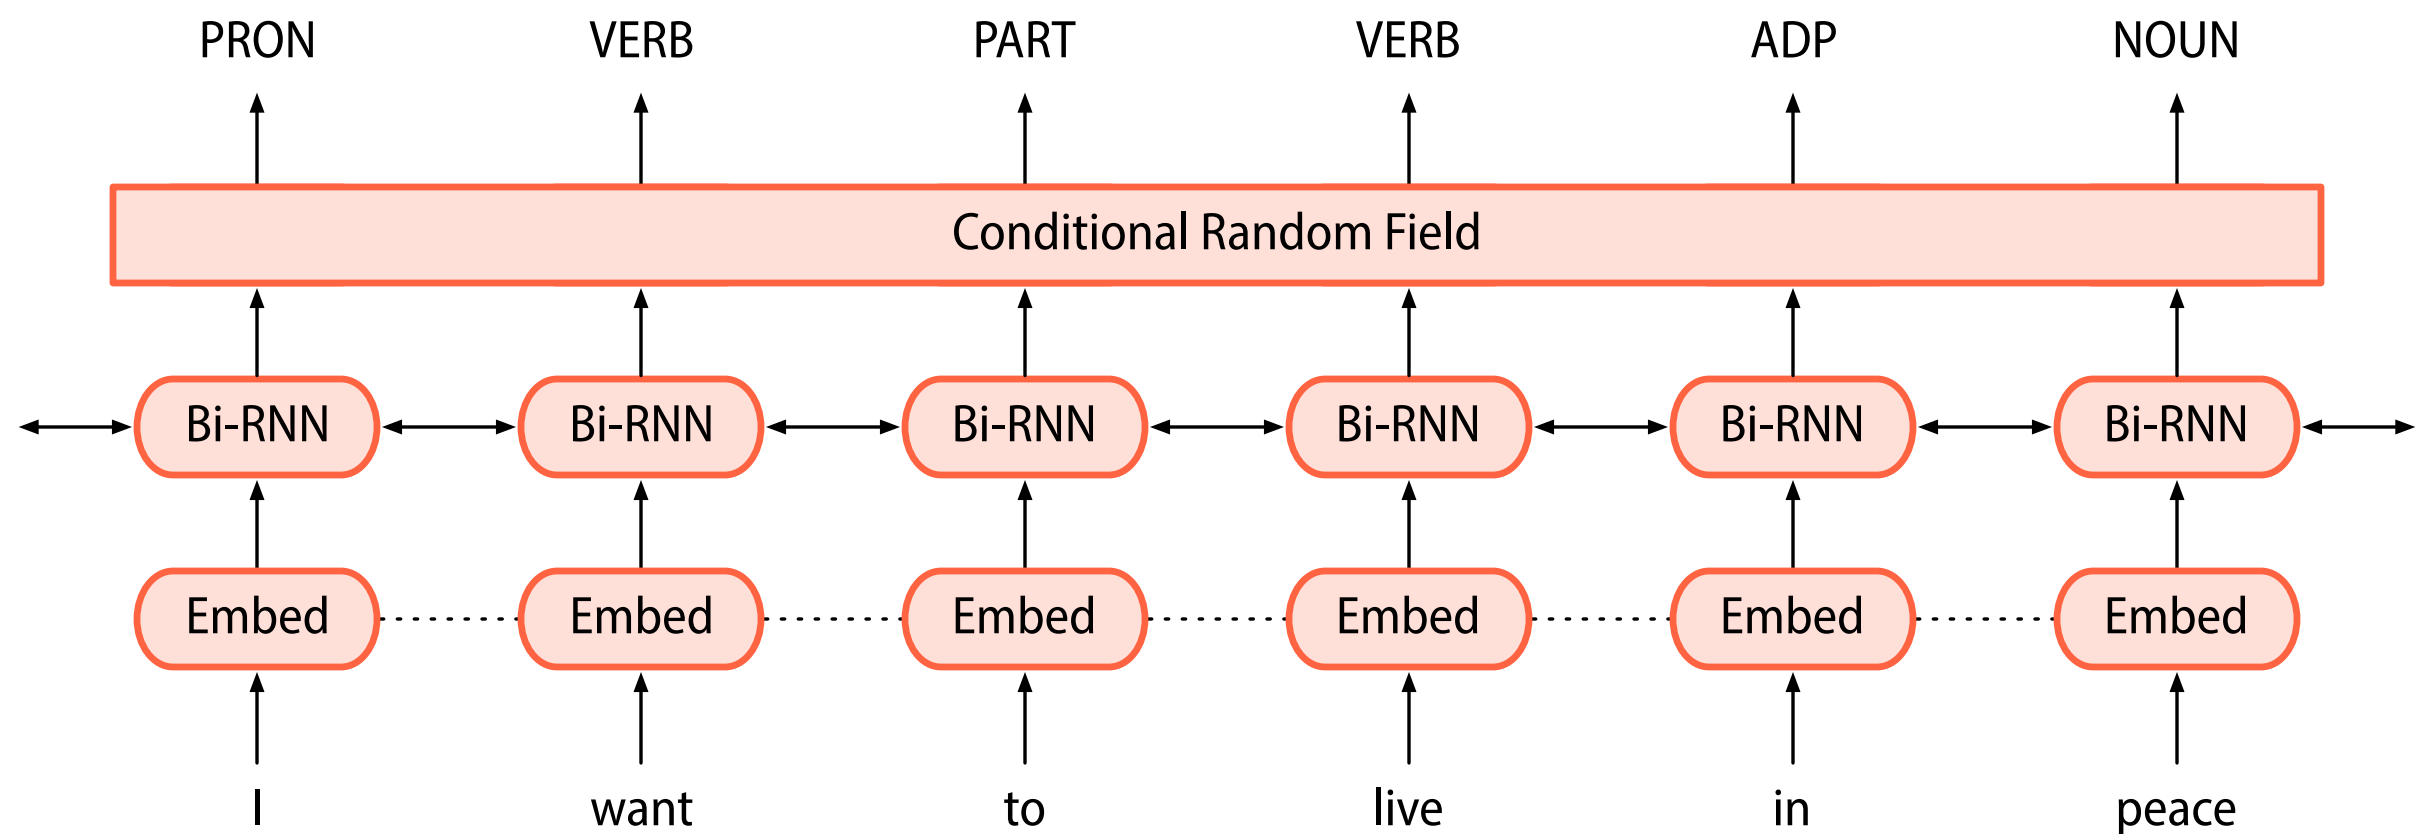 PRON VERB PART VERB ADP NOUN
Conditional Random Field
Bi-RNN Bi-RNN Bi-RNN Bi-RNN Bi-RNN Bi-RNN
Embed Embed Embed Embed Embed Embed
I want to live in peace